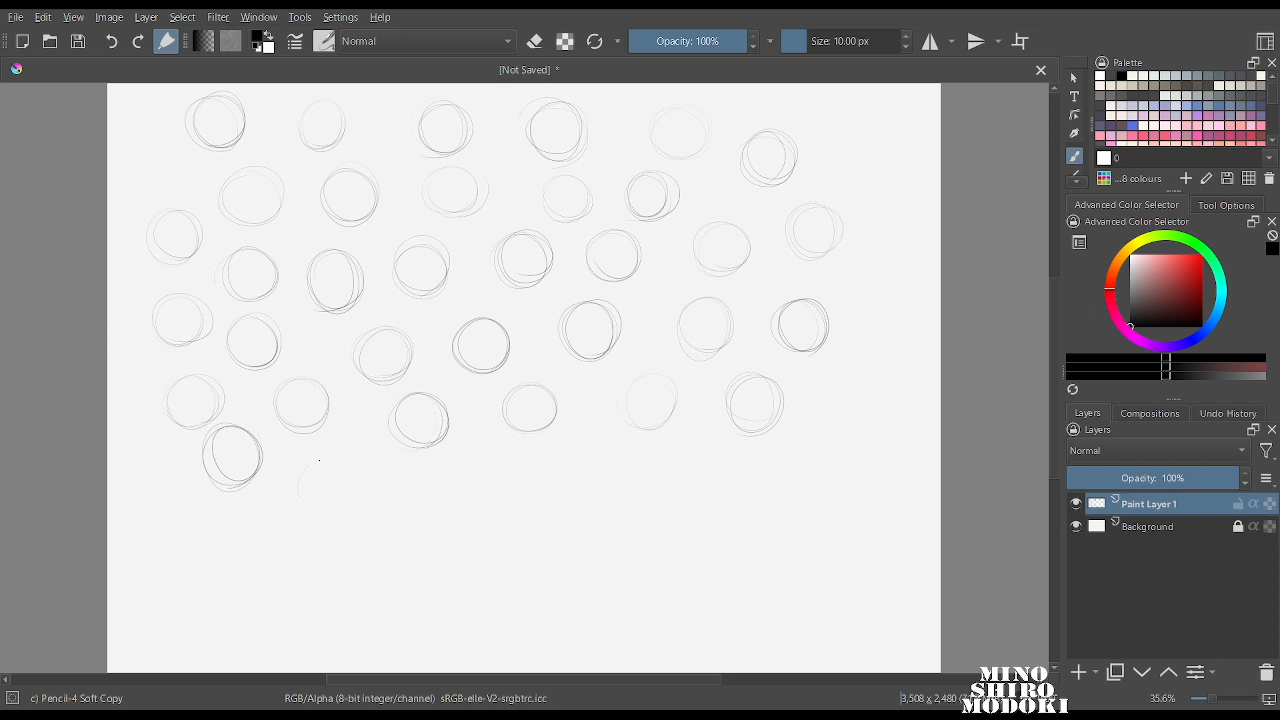 File Edit View Image Layer Select Filter Window Tools Settings Help
Normal Opacity: 100% Size: 10.00 px
[Not Saved] *
Palette
0
...8 colours
Advanced Color Selector Tool Options
Advanced Color Selector
Layers Compositions Undo History
Layers
Normal
Opacity: 100%
Paint Layer 1
Background
c) Pencil-4 Soft Copy RGB/Alpha (8-bit integer/channel) sRGB-elle-V2-srgbtrc.icc 3,508 x 2,480 35.6%
MINO
SHIRO
MODOKI